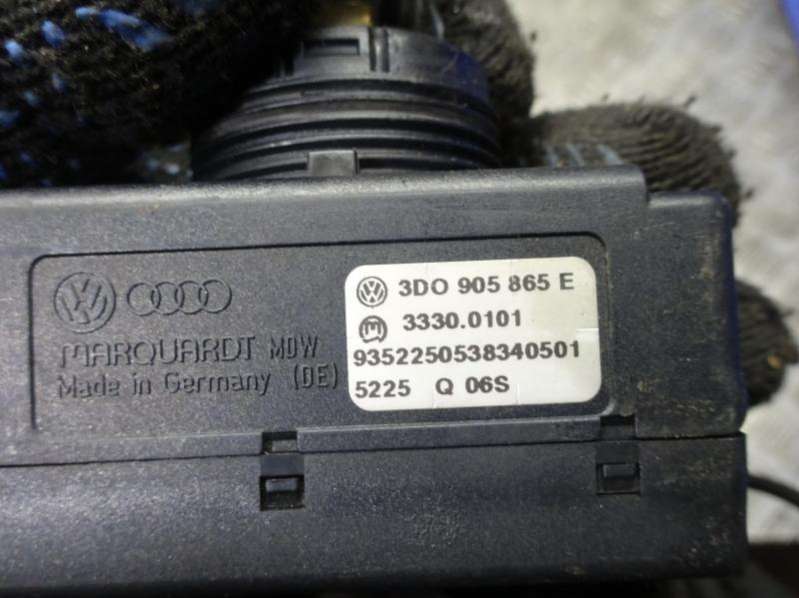 MARQUARDT MDW
Made in Germany (DE)
3D0 905 865 E
3330.0101
9352250538340501
5225 Q 06S